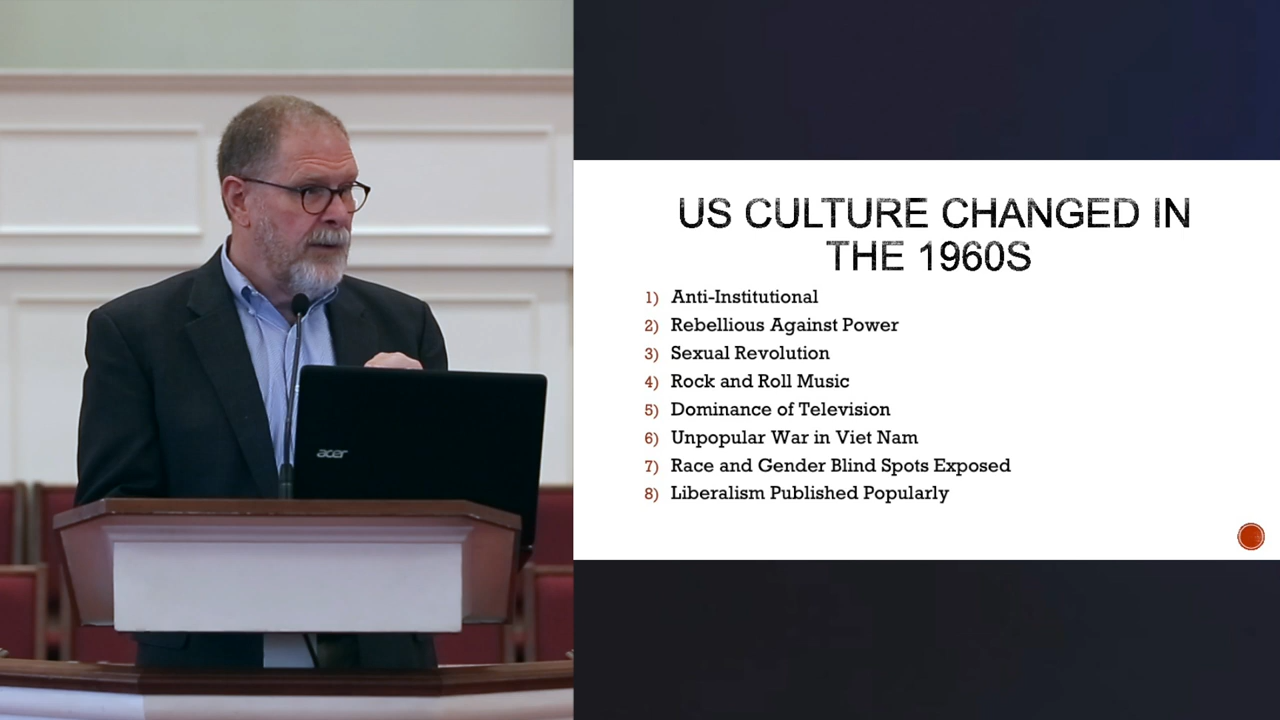 US CULTURE CHANGED IN
THE 1960S
1) Anti-Institutional
2) Rebellious Against Power
3) Sexual Revolution
4) Rock and Roll Music
5) Dominance of Television
6) Unpopular War in Viet Nam
7) Race and Gender Blind Spots Exposed
8) Liberalism Published Popularly
acer